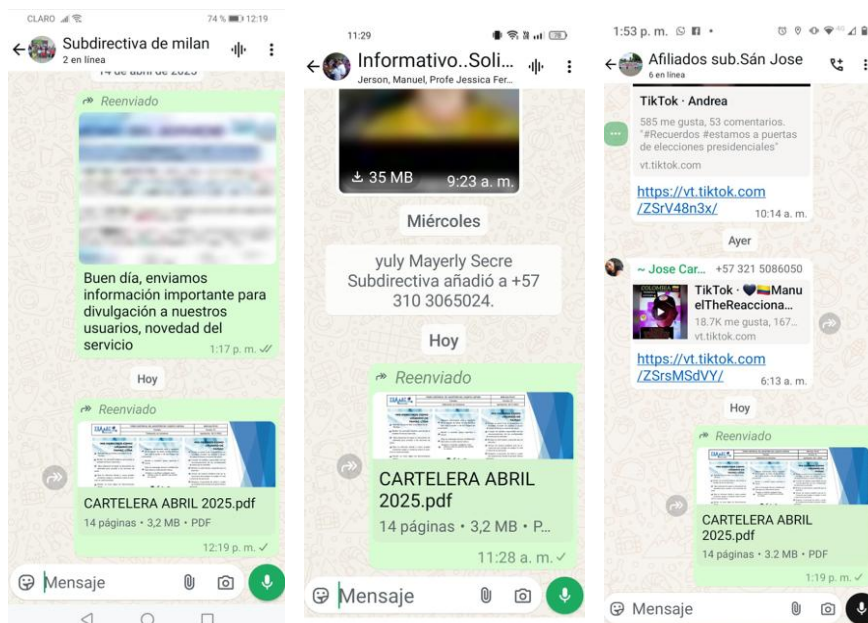 CLARO 74 % 12:19
Subdirectiva de milan
2 en línea
14 de abril de 2025
Reenviado
Buen día, enviamos
información importante para
divulgación a nuestros
usuarios, novedad del
servicio
1:17 p. m.
Hoy
Reenviado
CARTELERA ABRIL 2025.pdf
14 páginas • 3,2 MB • PDF
12:19 p. m.
Mensaje
11:29
Informativo..Soli...
Jerson, Manuel, Profe Jessica Fer...
35 MB
9:23 a. m.
Miércoles
yuly Mayerly Secre
Subdirectiva añadió a +57
310 3065024.
Hoy
Reenviado
CARTELERA ABRIL
2025.pdf
14 páginas • 3,2 MB • P...
11:28 a. m.
Mensaje
1:53 p. m.
Afiliados sub.Sán Jose
6 en línea
TikTok · Andrea
585 me gusta, 53 comentarios.
"#Recuerdos #estamos a puertas
de elecciones presidenciales"
vt.tiktok.com
https://vt.tiktok.com
/ZSrV48n3x/
10:14 a. m.
Ayer
~ Jose Car... +57 321 5086050
COLOMBIA
TikTok · 🖤🇨🇴Manu
elTheReacciona...
18.7K me gusta, 167...
vt.tiktok.com
https://vt.tiktok.com
/ZSrsMSdVY/
6:13 a. m.
Hoy
Reenviado
CARTELERA ABRIL
2025.pdf
14 páginas • 3.2 MB • PDF
1:19 p. m.
Mensaje